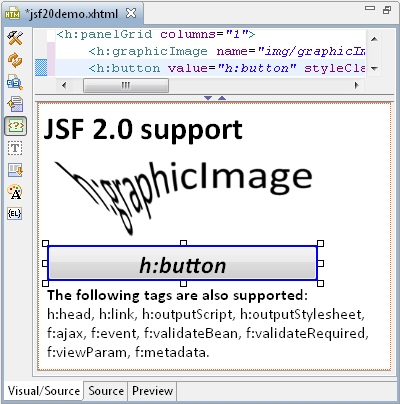 *jsf20demo.xhtml
<h:panelGrid columns="1">
<h:graphicImage name="img/graphicIm
<h:button value="h:button" styleCla
JSF 2.0 support
h:graphicImage
h:button
The following tags are also supported:
h:head, h:link, h:outputScript, h:outputStylesheet,
f:ajax, f:event, f:validateBean, f:validateRequired,
f:viewParam, f:metadata.
Visual/Source Source Preview